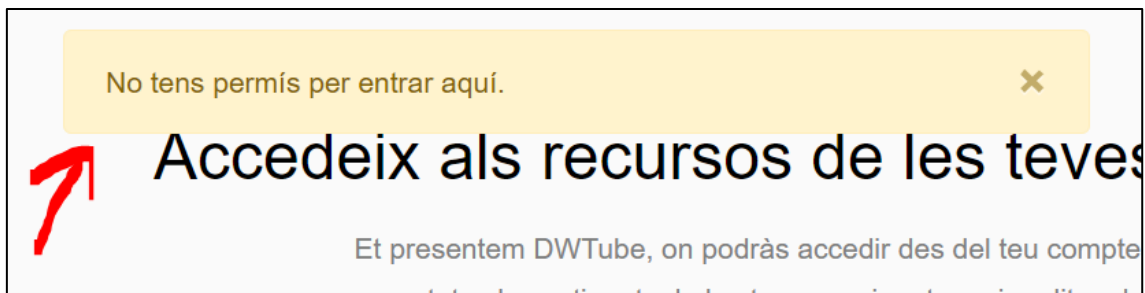 No tens permís per entrar aquí.
Accedeix als recursos de les teves
Et presentem DWTube, on podràs accedir des del teu compte